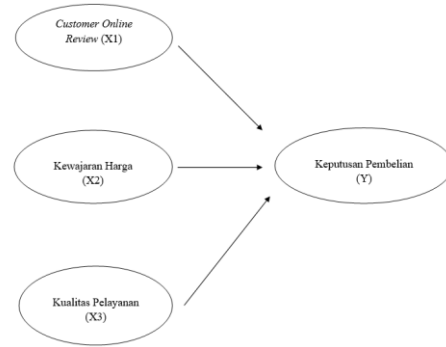 Customer Online
Review (X1)
Kewajaran Harga
(X2)
Keputusan Pembelian
(Y)
Kualitas Pelayanan
(X3)